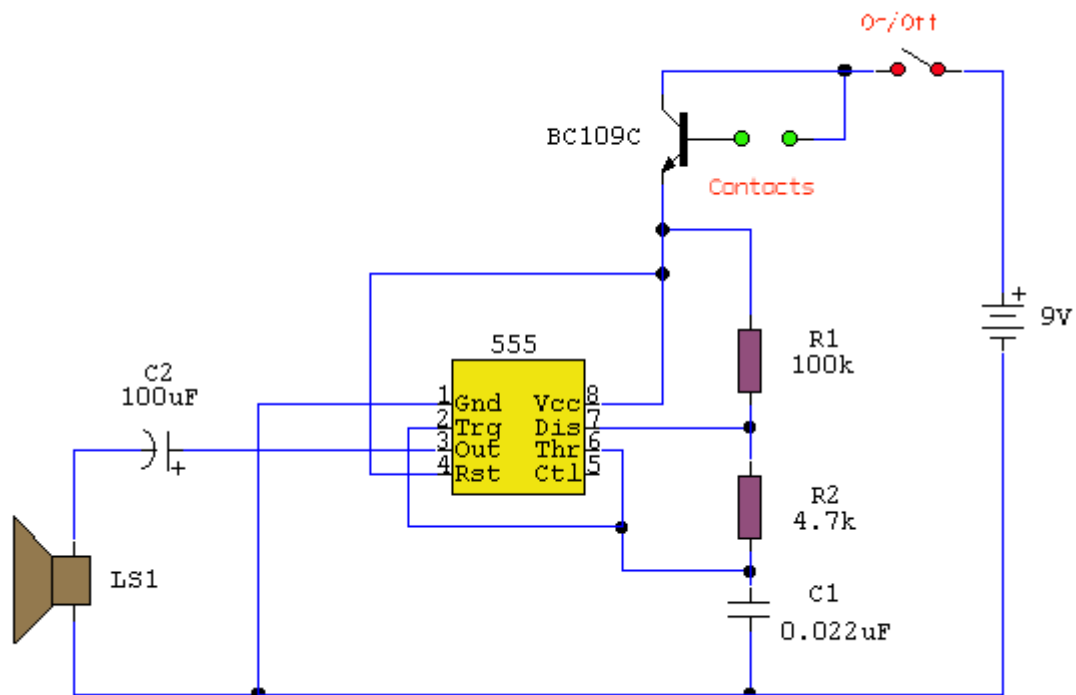 On/Off
BC109C
Contacts
+
9V
555
R1
100k
C2
100uF
+
1 Gnd Vcc 8
2 Trg Dis 7
3 Out Thr 6
4 Rst Ctl 5
R2
4.7k
LS1
C1
0.022uF